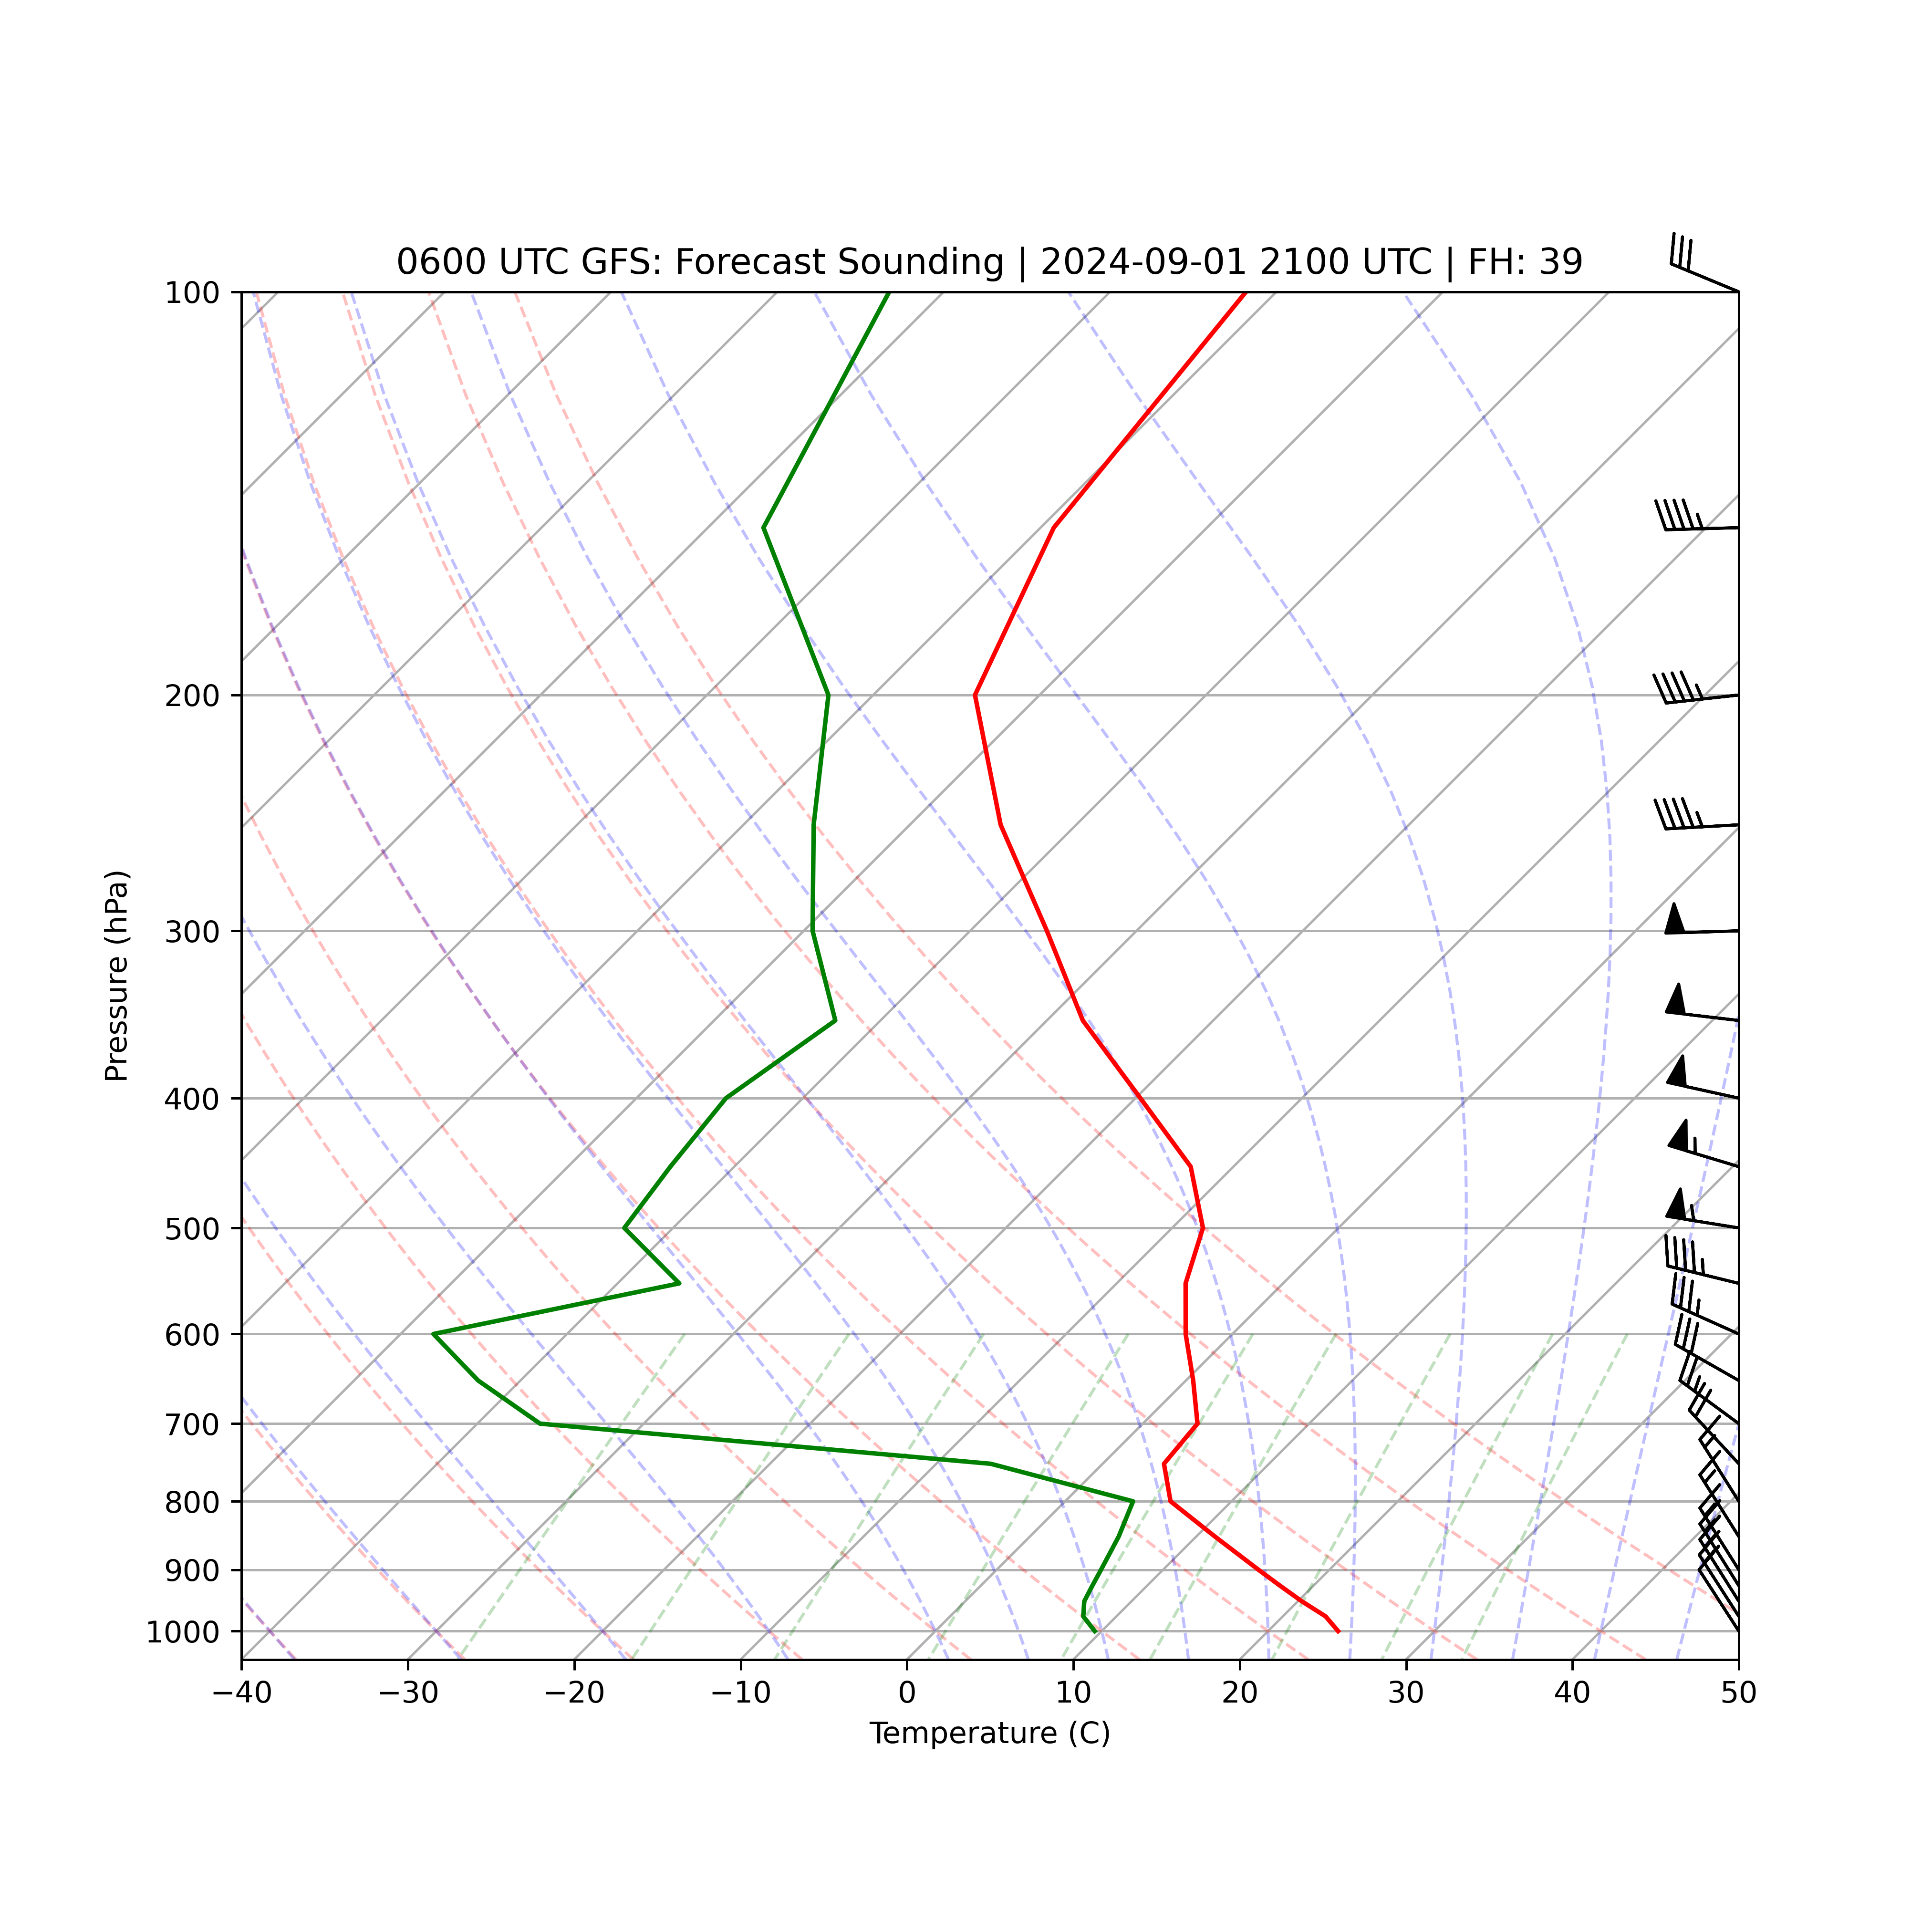 0600 UTC GFS: Forecast Sounding | 2024-09-01 2100 UTC | FH: 39
100
200
300
400
500
600
700
800
900
1000
Pressure (hPa)
−40 −30 −20 −10 0 10 20 30 40 50
Temperature (C)